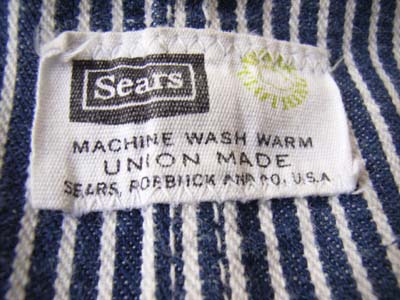 Sears
MACHINE WASH WARM
UNION MADE
SEARS, ROEBUCK AND CO. U.S.A